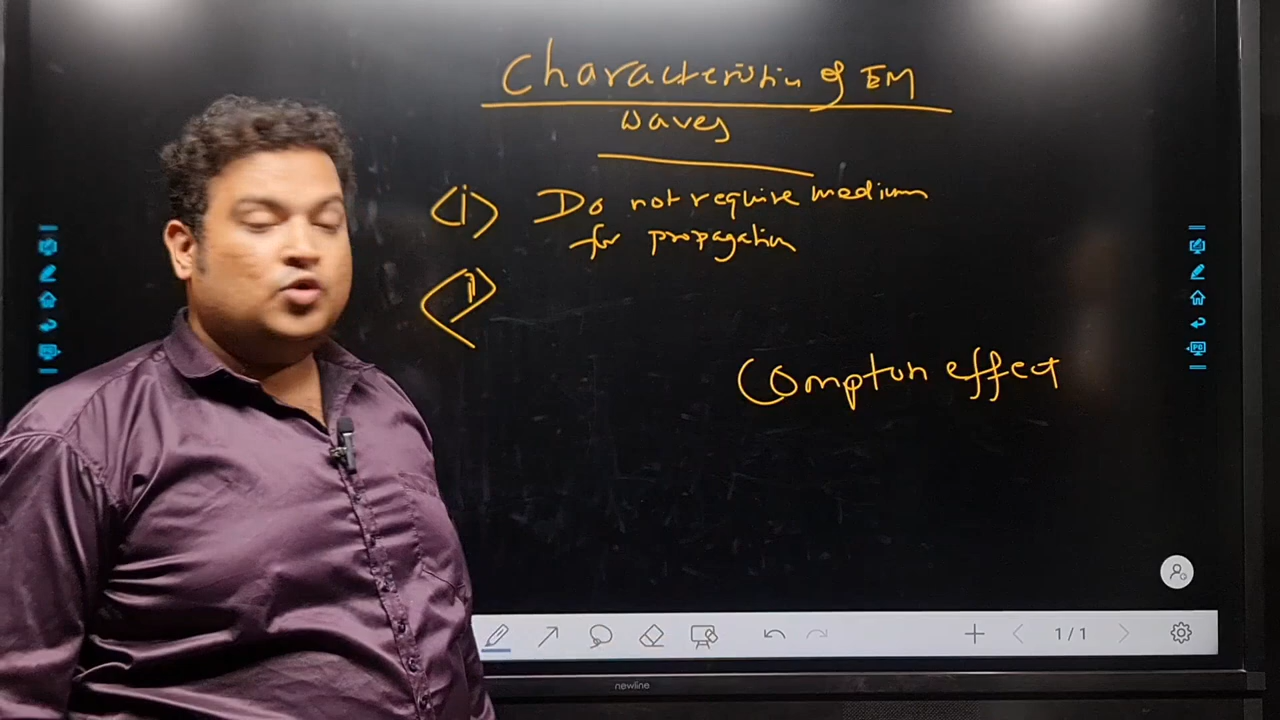 Characteristics of EM
waves
<i> Do not require medium
for propagation
<ii
Compton effect
1 / 1
newline